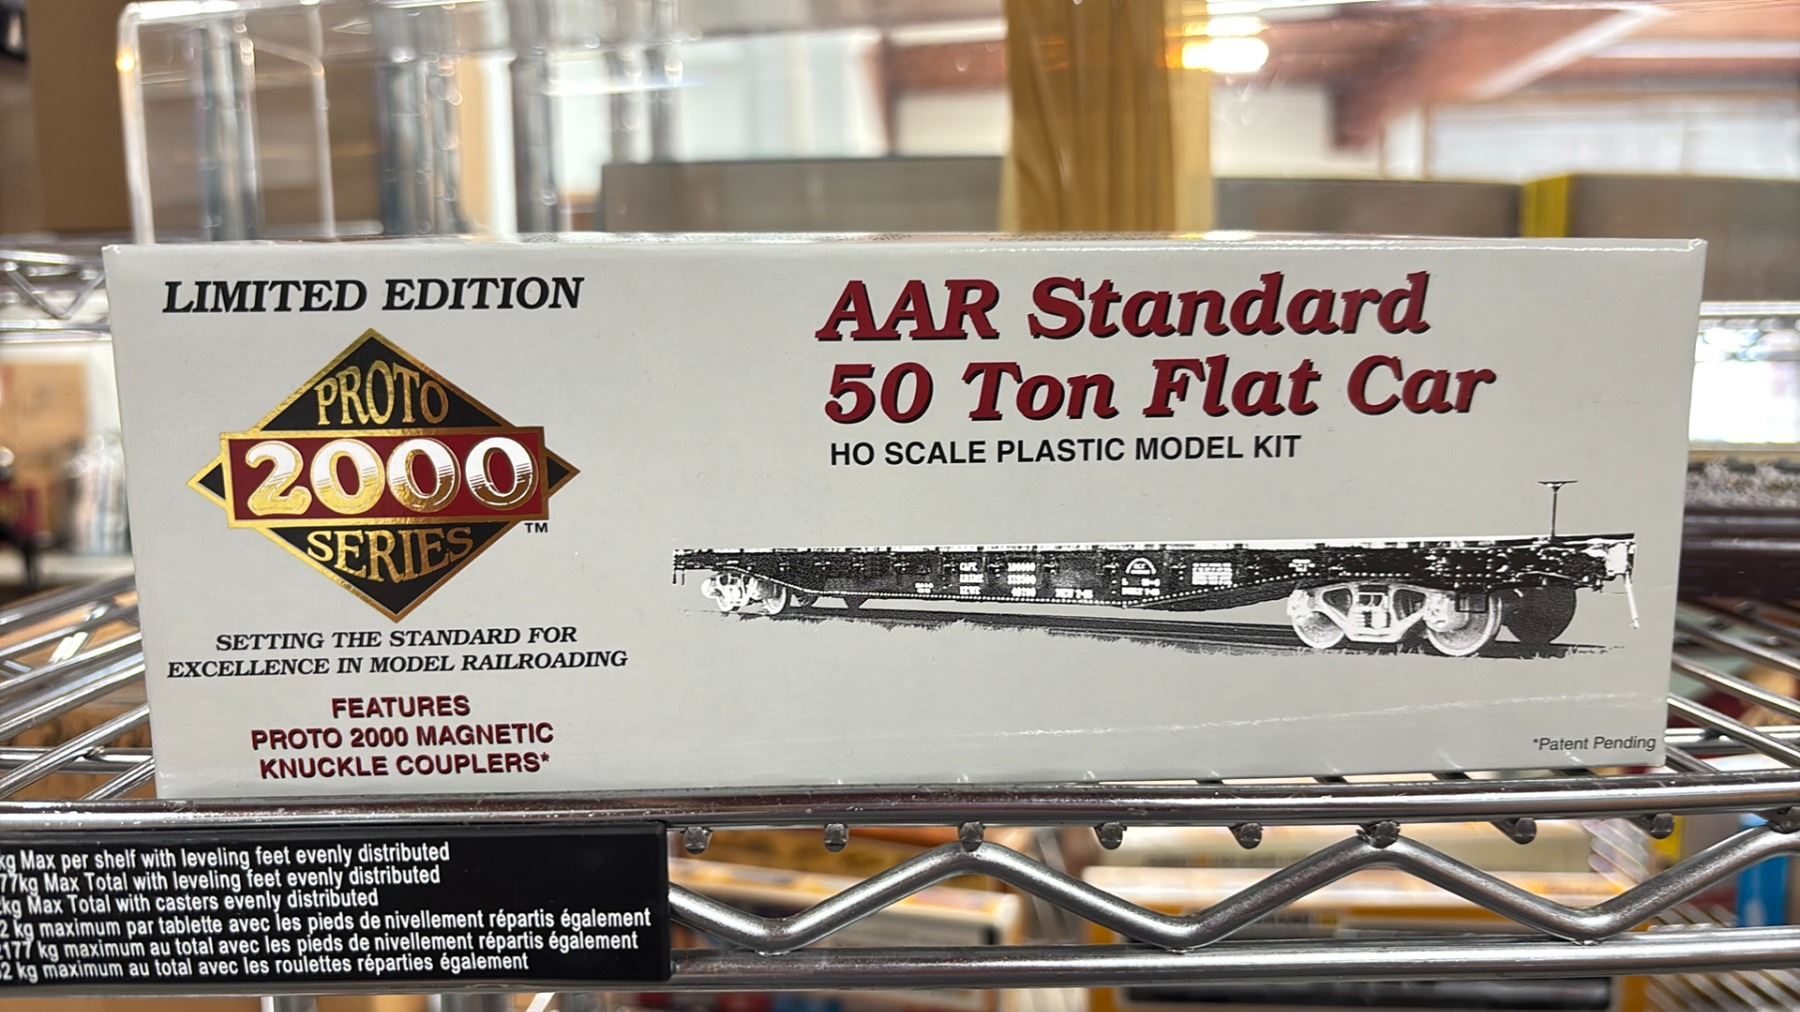 LIMITED EDITION
PROTO
2000
SERIES
TM
SETTING THE STANDARD FOR
EXCELLENCE IN MODEL RAILROADING
FEATURES
PROTO 2000 MAGNETIC
KNUCKLE COUPLERS*
AAR Standard
50 Ton Flat Car
HO SCALE PLASTIC MODEL KIT
*Patent Pending
kg Max per shelf with leveling feet evenly distributed
77kg Max Total with leveling feet evenly distributed
kg Max Total with casters evenly distributed
2 kg maximum par tablette avec les pieds de nivellement répartis également
177 kg maximum au total avec les pieds de nivellement répartis également
2 kg maximum au total avec les roulettes réparties également